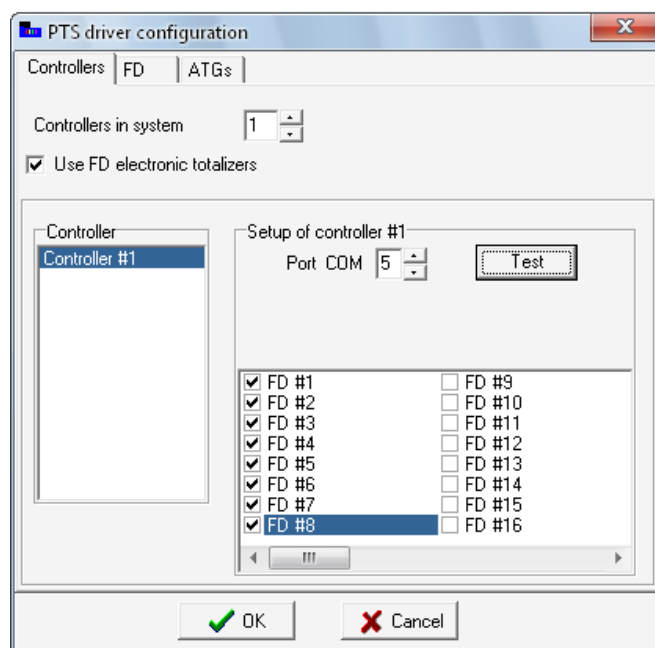 PTS driver configuration
Controllers FD ATGs
Controllers in system 1
Use FD electronic totalizers
Controller
Controller #1
Setup of controller #1
Port COM 5 Test
FD #1 FD #9
FD #2 FD #10
FD #3 FD #11
FD #4 FD #12
FD #5 FD #13
FD #6 FD #14
FD #7 FD #15
FD #8 FD #16
OK Cancel